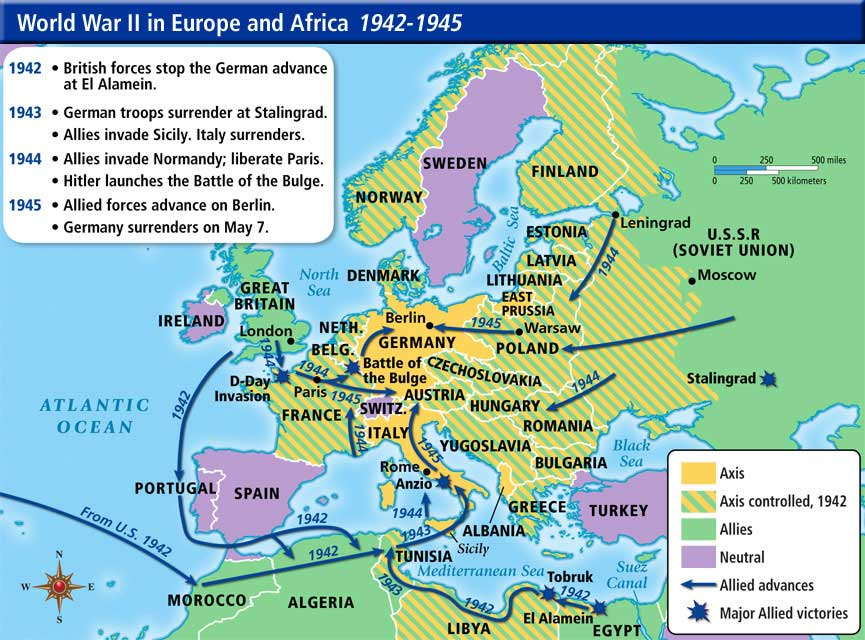 World War II in Europe and Africa 1942-1945
1942 • British forces stop the German advance
at El Alamein.
1943 • German troops surrender at Stalingrad.
• Allies invade Sicily. Italy surrenders.
1944 • Allies invade Normandy; liberate Paris.
• Hitler launches the Battle of the Bulge.
1945 • Allied forces advance on Berlin.
• Germany surrenders on May 7.
0 250 500 miles
0 250 500 kilometers
SWEDEN
FINLAND
NORWAY
Leningrad
ESTONIA
Baltic Sea
U.S.S.R
(SOVIET UNION)
LATVIA
1944
Moscow
North
Sea
DENMARK
LITHUANIA
GREAT
BRITAIN
EAST
PRUSSIA
IRELAND
London
NETH.
Berlin
1945
Warsaw
BELG.
GERMANY
POLAND
1944
1944
Battle of
the Bulge
CZECHOSLOVAKIA
D-Day
Invasion
Paris
1945
AUSTRIA
1944
Stalingrad
1942
ATLANTIC
OCEAN
FRANCE
SWITZ.
HUNGARY
1944
ITALY
ROMANIA
1945
YUGOSLAVIA
Black
Sea
BULGARIA
PORTUGAL
SPAIN
Rome
Anzio
GREECE
TURKEY
From U.S. 1942
1942
1944
1943
ALBANIA
Sicily
1942
TUNISIA
Mediterranean Sea
Suez
Canal
1943
Tobruk
1942
1942
MOROCCO
ALGERIA
El Alamein
LIBYA
EGYPT
N
W E
S
Axis
Axis controlled, 1942
Allies
Neutral
Allied advances
Major Allied victories